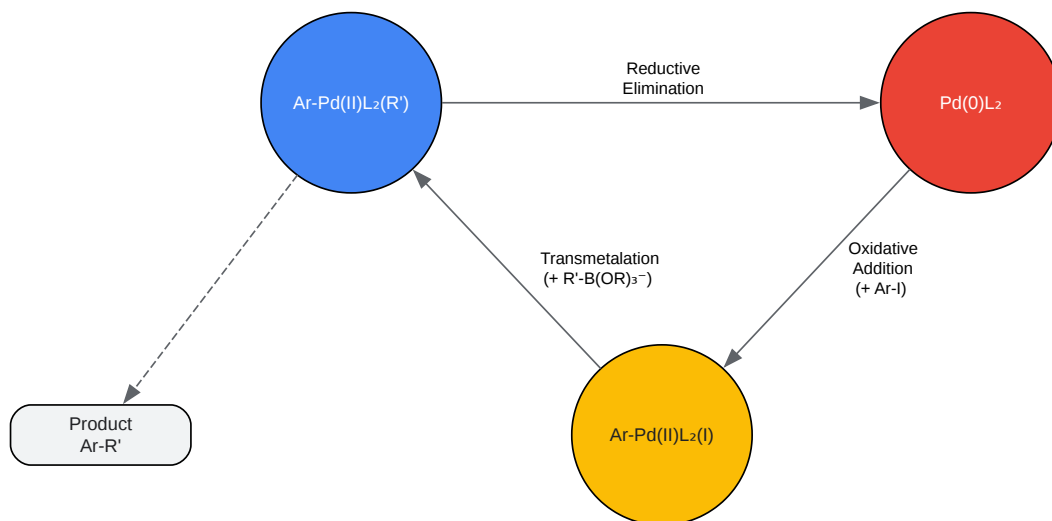 Reductive
Elimination
Ar-Pd(II)L₂(R')
Pd(0)L₂
Transmetalation
(+ R'-B(OR)₃⁻)
Oxidative
Addition
(+ Ar-I)
Product
Ar-R'
Ar-Pd(II)L₂(I)